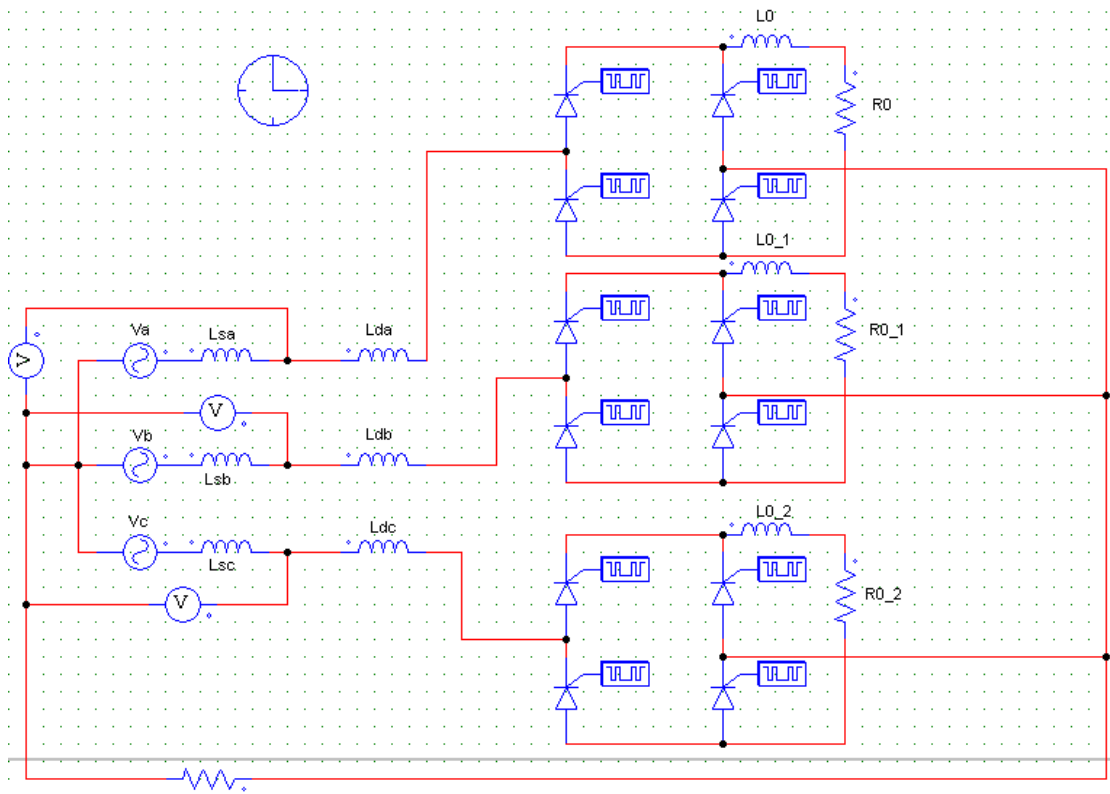 L0
R0
L0_1
Va
Lsa
Lda
R0_1
V
V
Vb
Ldb
Lsb
Vc
Ldc
L0_2
Lsc
R0_2
V